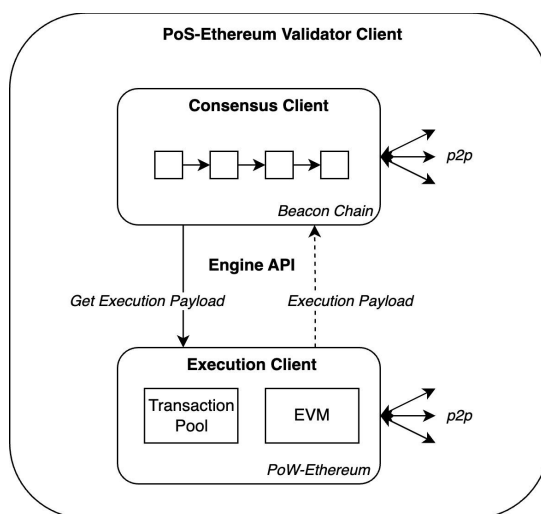 PoS-Ethereum Validator Client
Consensus Client
p2p
Beacon Chain
Engine API
Get Execution Payload
Execution Payload
Execution Client
Transaction
Pool
EVM
p2p
PoW-Ethereum